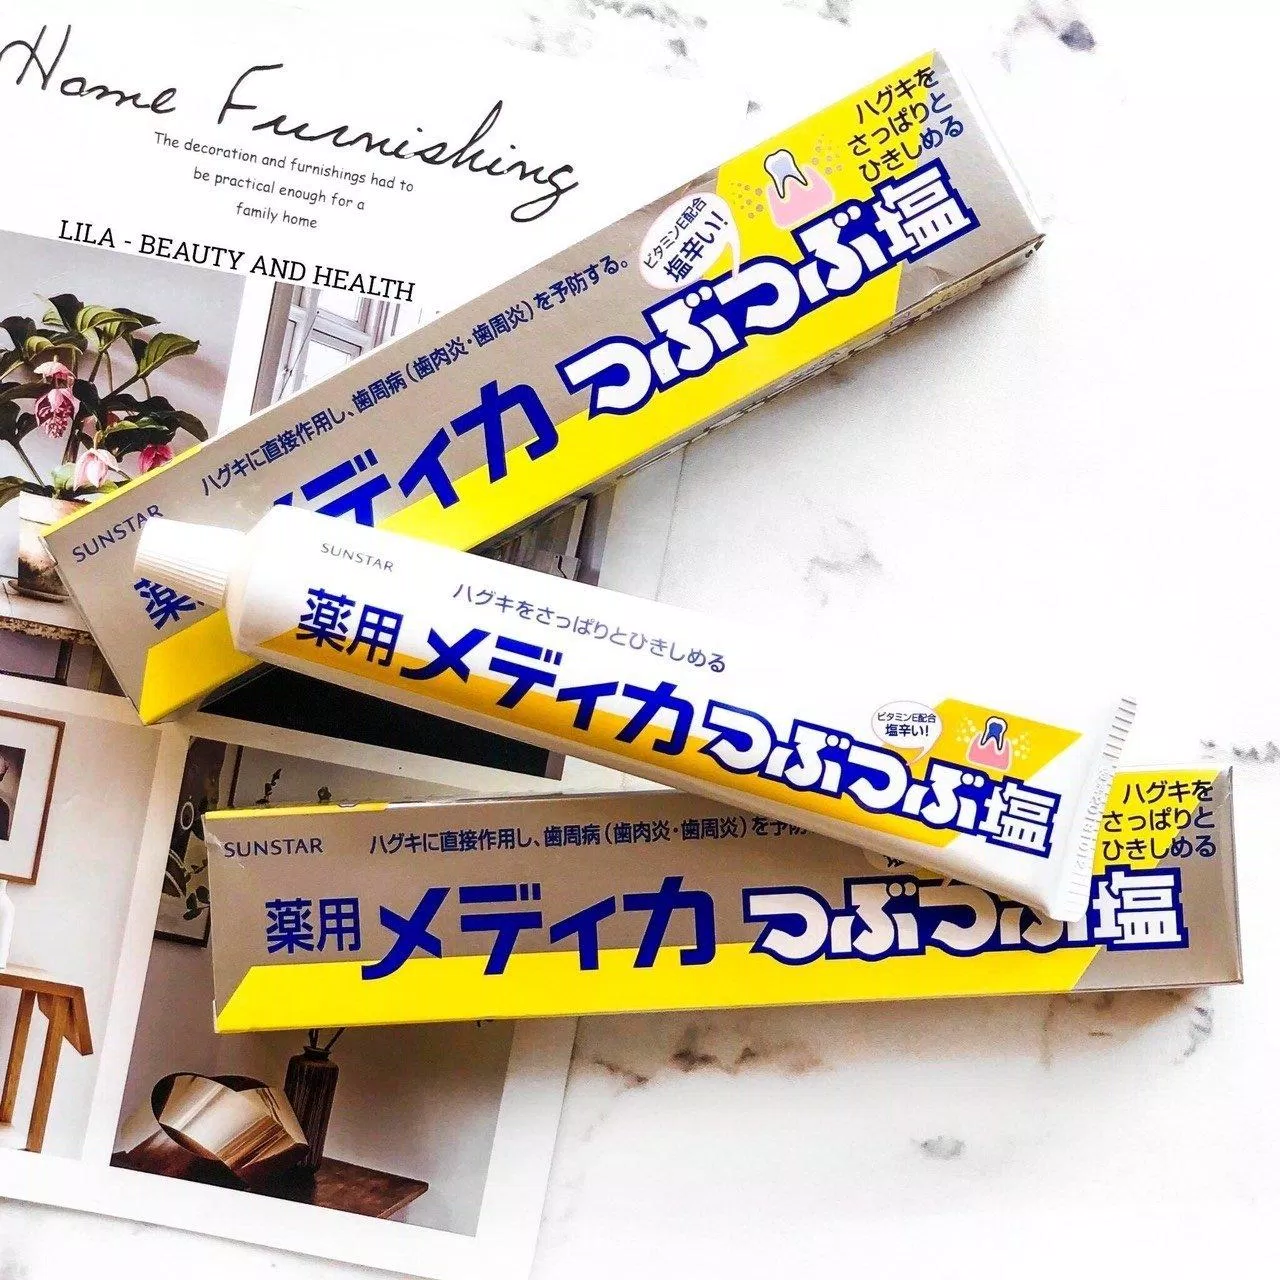 Home Furnishing
The decoration and furnishings had to
be practical enough for a
family home
LILA - BEAUTY AND HEALTH
SUNSTAR
ハグキに直接作用し、歯周病(歯肉炎・歯周炎)を予防する。
ビタミンE配合
塩辛い!
ハグキを
さっぱりと
ひきしめる
薬
メディカ つぶつぶ塩
SUNSTAR
ハグキをさっぱりとひきしめる
薬用 メディカ つぶつぶ塩
ビタミンE配合
塩辛い!
SUNSTAR
ハグキに直接作用し、歯周病(歯肉炎・歯周炎)を予防
ハグキを
さっぱりと
ひきしめる
薬用 メディカ つぶつぶ塩